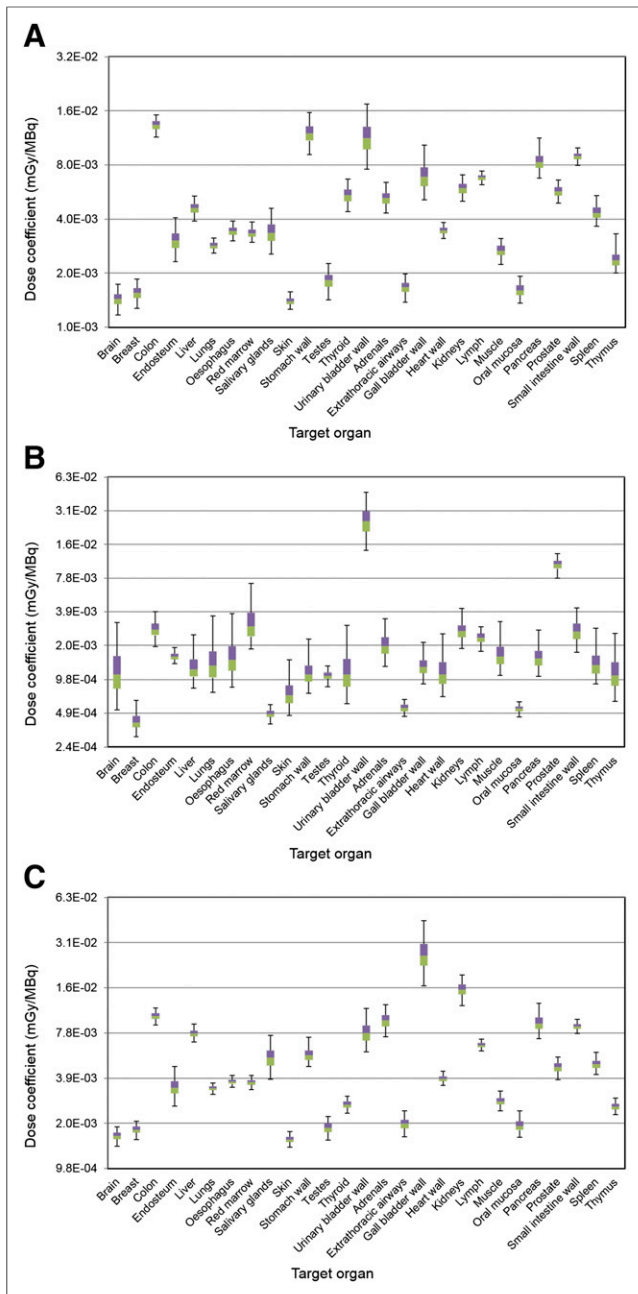 A
Dose coefficient (mGy/MBq)
3.2E-02
1.6E-02
8.0E-03
4.0E-03
2.0E-03
1.0E-03
Brain
Breast
Colon
Endosteum
Liver
Lungs
Oesophagus
Red marrow
Salivary glands
Skin
Stomach wall
Testes
Thyroid
Urinary bladder wall
Adrenals
Extrathoracic airways
Gall bladder wall
Heart wall
Kidneys
Lymph
Muscle
Oral mucosa
Pancreas
Prostate
Small intestine wall
Spleen
Thymus
Target organ
B
Dose coefficient (mGy/MBq)
6.3E-02
3.1E-02
1.6E-02
7.8E-03
3.9E-03
2.0E-03
9.8E-04
4.9E-04
2.4E-04
Brain
Breast
Colon
Endosteum
Liver
Lungs
Oesophagus
Red marrow
Salivary glands
Skin
Stomach wall
Testes
Thyroid
Urinary bladder wall
Adrenals
Extrathoracic airways
Gall bladder wall
Heart wall
Kidneys
Lymph
Muscle
Oral mucosa
Pancreas
Prostate
Small intestine wall
Spleen
Thymus
Target organ
C
Dose coefficient (mGy/MBq)
6.3E-02
3.1E-02
1.6E-02
7.8E-03
3.9E-03
2.0E-03
9.8E-04
Brain
Breast
Colon
Endosteum
Liver
Lungs
Oesophagus
Red marrow
Salivary glands
Skin
Stomach wall
Testes
Thyroid
Urinary bladder wall
Adrenals
Extrathoracic airways
Gall bladder wall
Heart wall
Kidneys
Lymph
Muscle
Oral mucosa
Pancreas
Prostate
Small intestine wall
Spleen
Thymus
Target organ